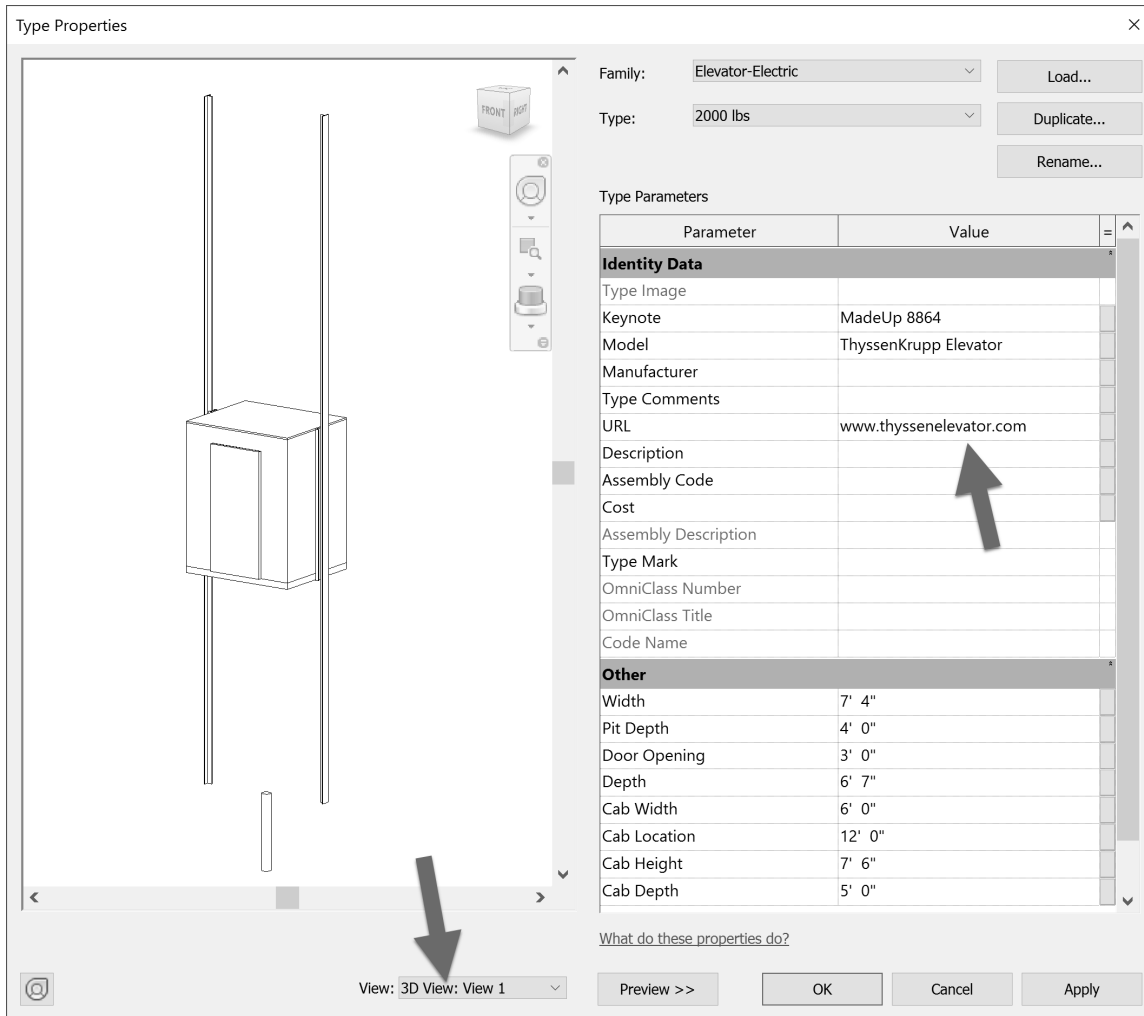 Type Properties
FRONT RIGHT
Family: Elevator-Electric Load...
Type: 2000 lbs Duplicate...
Rename...
Type Parameters
Parameter Value =
Identity Data
Type Image
Keynote MadeUp 8864
Model ThyssenKrupp Elevator
Manufacturer
Type Comments
URL www.thyssenelevator.com
Description
Assembly Code
Cost
Assembly Description
Type Mark
OmniClass Number
OmniClass Title
Code Name
Other
Width 7' 4"
Pit Depth 4' 0"
Door Opening 3' 0"
Depth 6' 7"
Cab Width 6' 0"
Cab Location 12' 0"
Cab Height 7' 6"
Cab Depth 5' 0"
What do these properties do?
View: 3D View: View 1 Preview >> OK Cancel Apply